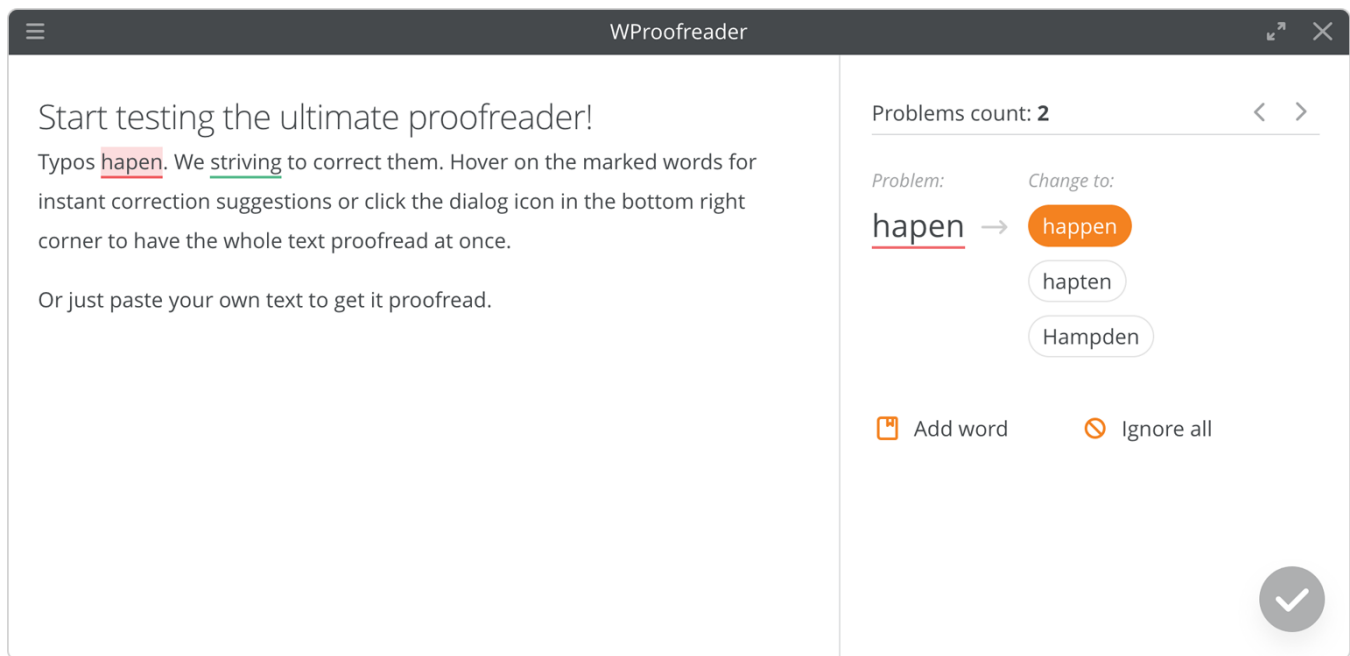 WProofreader
Start testing the ultimate proofreader!
Typos hapen. We striving to correct them. Hover on the marked words for
instant correction suggestions or click the dialog icon in the bottom right
corner to have the whole text proofread at once.
Or just paste your own text to get it proofread.
Problems count: 2
Problem:
Change to:
hapen → happen
hapten
Hampden
Add word
Ignore all